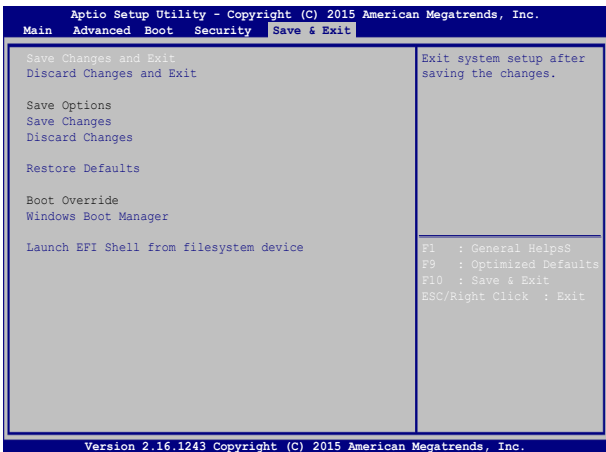 Aptio Setup Utility - Copyright (C) 2015 American Megatrends, Inc.
Main Advanced Boot Security Save & Exit
Save Changes and Exit
Discard Changes and Exit
Save Options
Save Changes
Discard Changes
Restore Defaults
Boot Override
Windows Boot Manager
Launch EFI Shell from filesystem device
Exit system setup after
saving the changes.
F1 : General HelpsS
F9 : Optimized Defaults
F10 : Save & Exit
ESC/Right Click : Exit
Version 2.16.1243 Copyright (C) 2015 American Megatrends, Inc.